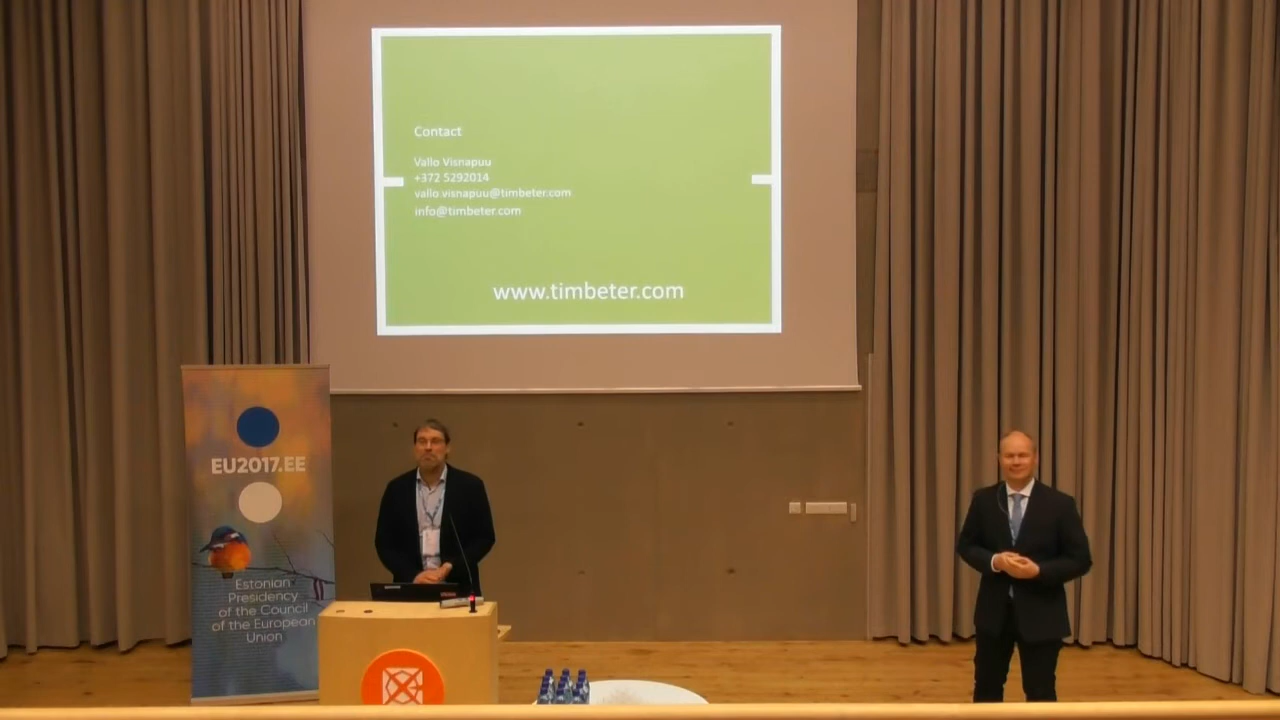 Contact
Vallo Visnapuu
+372 5292014
vallo.visnapuu@timbeter.com
info@timbeter.com
www.timbeter.com
EU2017.EE
Estonian
Presidency
of the Council
of the European
Union